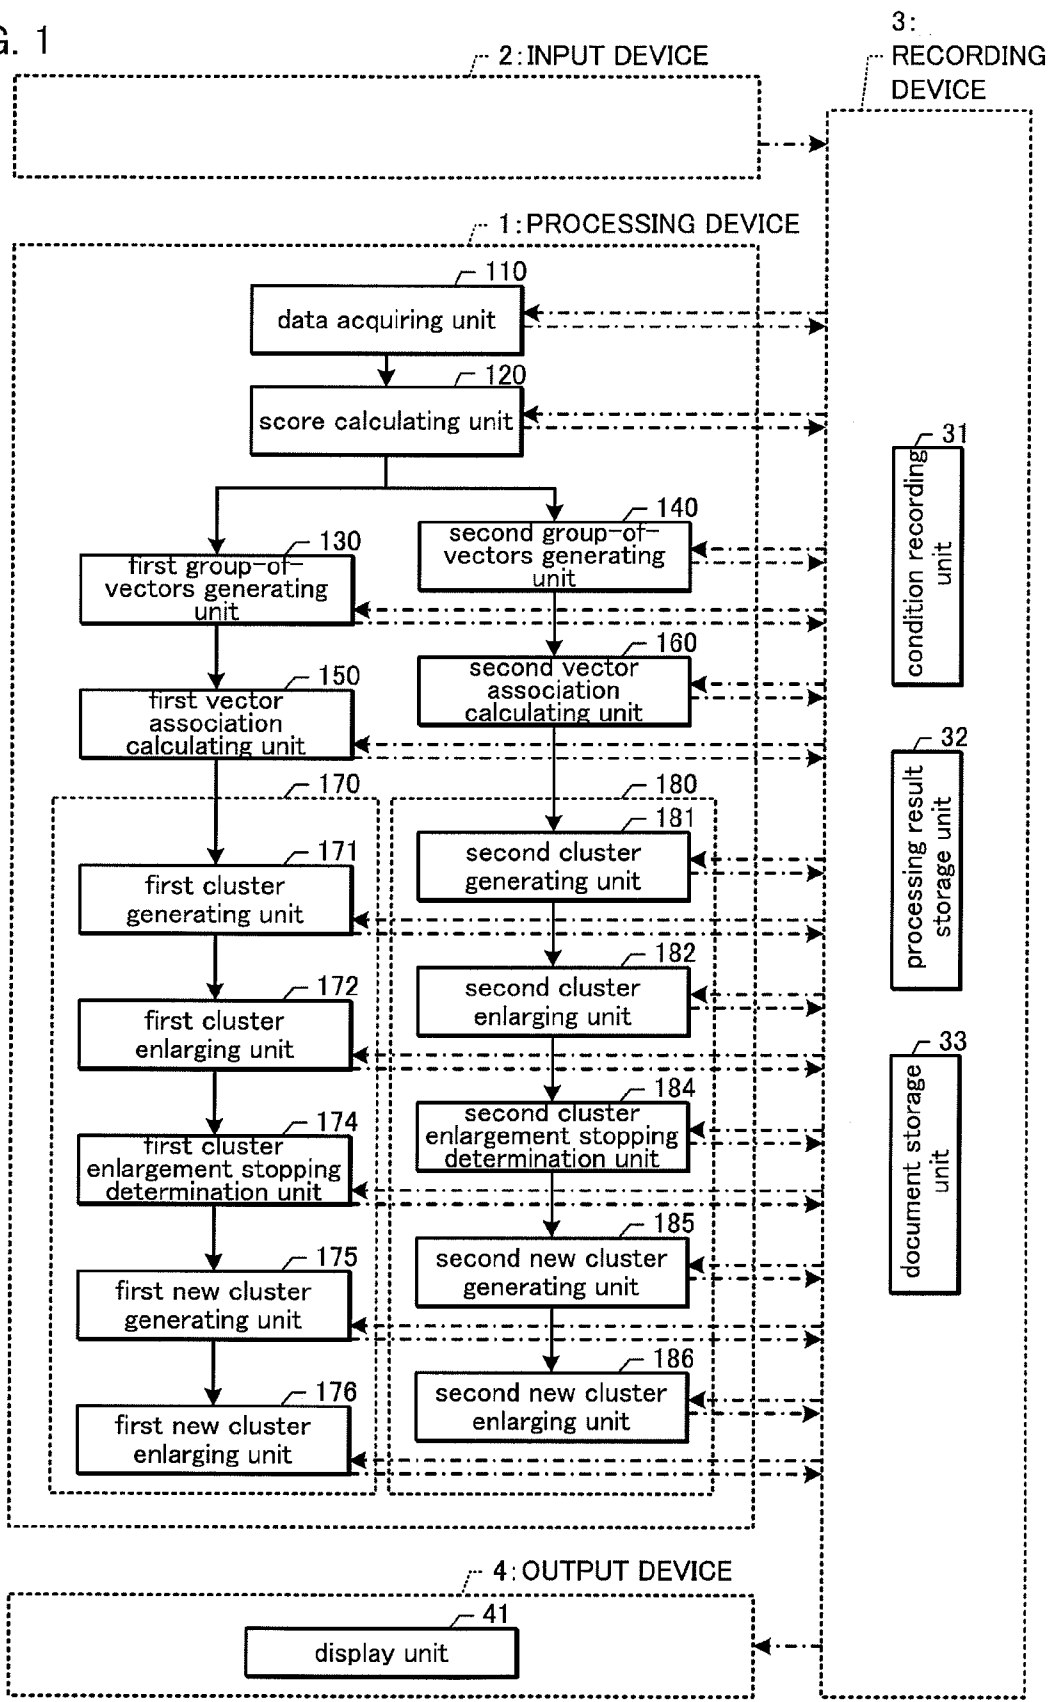 G. 1
2:INPUT DEVICE
3:
RECORDING
DEVICE
1:PROCESSING DEVICE
110
data acquiring unit
120
score calculating unit
130
first group-of-
vectors generating
unit
140
second group-of-
vectors generating
unit
150
first vector
association
calculating unit
160
second vector
association
calculating unit
170
171
first cluster
generating unit
172
first cluster
enlarging unit
174
first cluster
enlargement stopping
determination unit
175
first new cluster
generating unit
176
first new cluster
enlarging unit
180
181
second cluster
generating unit
182
second cluster
enlarging unit
184
second cluster
enlargement stopping
determination unit
185
second new cluster
generating unit
186
second new cluster
enlarging unit
31
condition recording
unit
32
processing result
storage unit
33
document storage
unit
4:OUTPUT DEVICE
41
display unit